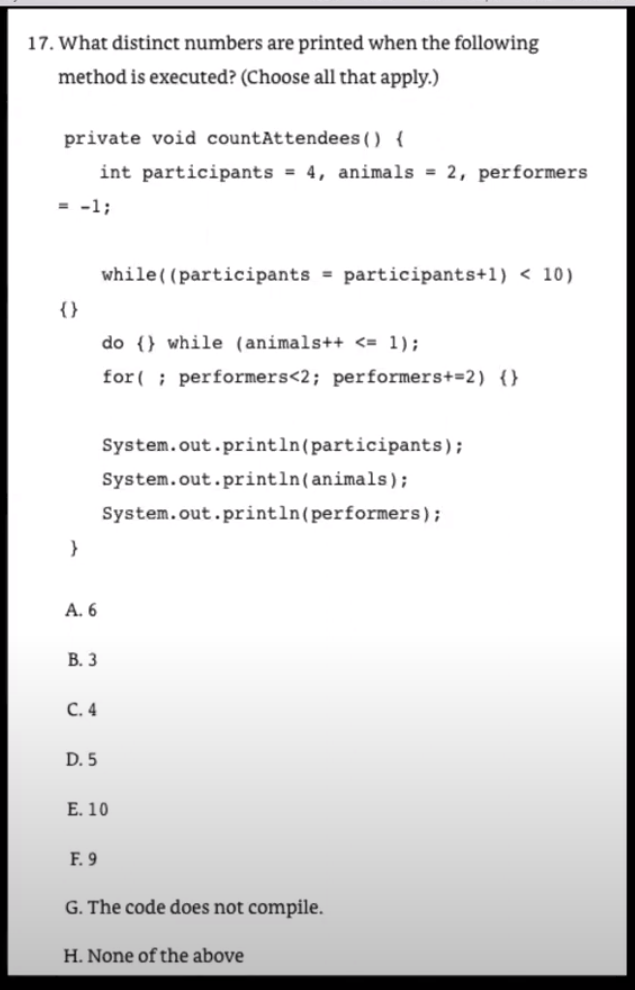 17. What distinct numbers are printed when the following
method is executed? (Choose all that apply.)
private void countAttendees() {
int participants = 4, animals = 2, performers
= -1;
while((participants = participants+1) < 10)
{}
do {} while (animals++ <= 1);
for( ; performers<2; performers+=2) {}
System.out.println(participants);
System.out.println(animals);
System.out.println(performers);
}
A. 6
B. 3
C. 4
D. 5
E. 10
F. 9
G. The code does not compile.
H. None of the above